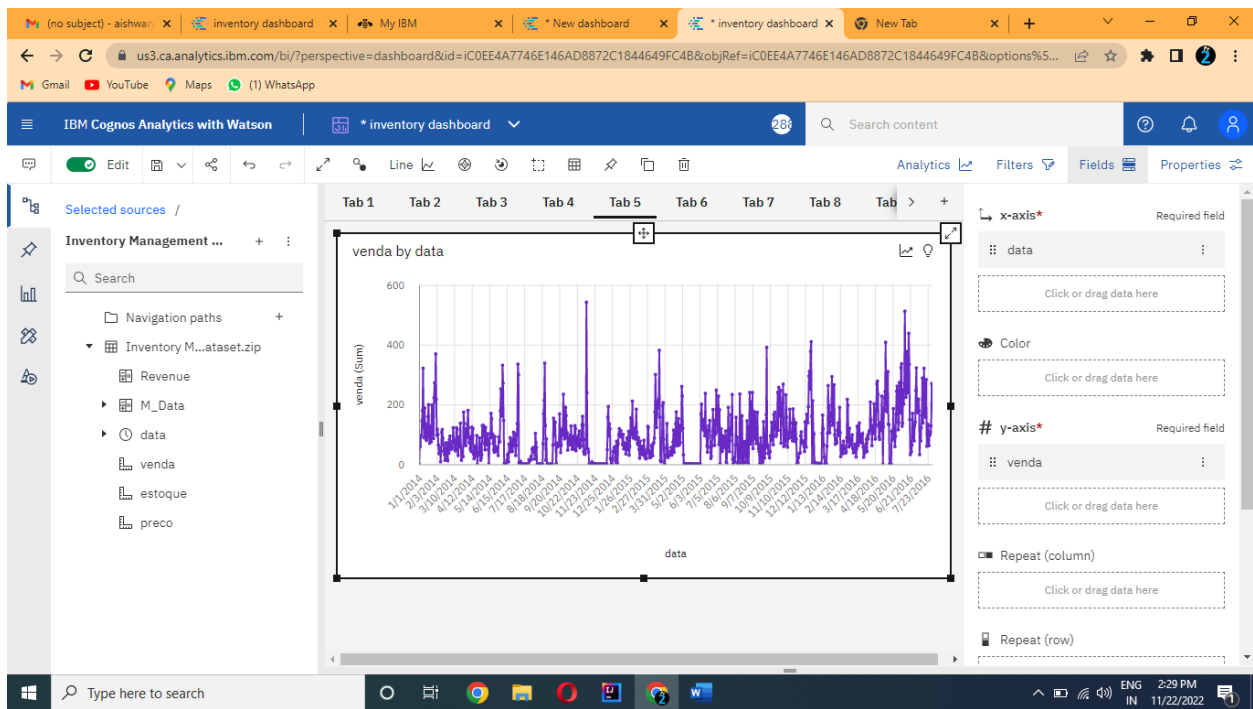 (no subject) - aishwary
inventory dashboard
My IBM
* New dashboard
* inventory dashboard
New Tab
us3.ca.analytics.ibm.com/bi/?perspective=dashboard&id=iC0EE4A7746E146AD8872C1844649FC4B&objRef=iC0EE4A7746E146AD8872C1844649FC4B&options%5...
Gmail
YouTube
Maps
(1) WhatsApp
IBM Cognos Analytics with Watson
* inventory dashboard
288
Search content
Edit
Line
Analytics
Filters
Fields
Properties
Selected sources /
Inventory Management ...
Search
Navigation paths
Inventory M...ataset.zip
Revenue
M_Data
data
venda
estoque
preco
Tab 1 Tab 2 Tab 3 Tab 4 Tab 5 Tab 6 Tab 7 Tab 8 Tab
venda by data
venda (Sum)
600
400
200
0
1/1/2014 2/3/2014 3/10/2014 4/12/2014 5/14/2014 6/15/2014 7/17/2014 8/18/2014 9/20/2014 10/22/2014 11/23/2014 12/25/2014 1/26/2015 2/27/2015 3/31/2015 5/2/2015 6/3/2015 7/5/2015 8/6/2015 9/7/2015 10/9/2015 11/10/2015 12/12/2015 1/13/2016 2/14/2016 3/17/2016 4/18/2016 5/20/2016 6/21/2016 7/23/2016
data
x-axis* Required field
data
Click or drag data here
Color
Click or drag data here
y-axis* Required field
venda
Click or drag data here
Repeat (column)
Click or drag data here
Repeat (row)
Type here to search
ENG
IN
2:29 PM
11/22/2022
1